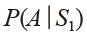 P(A | S₁)